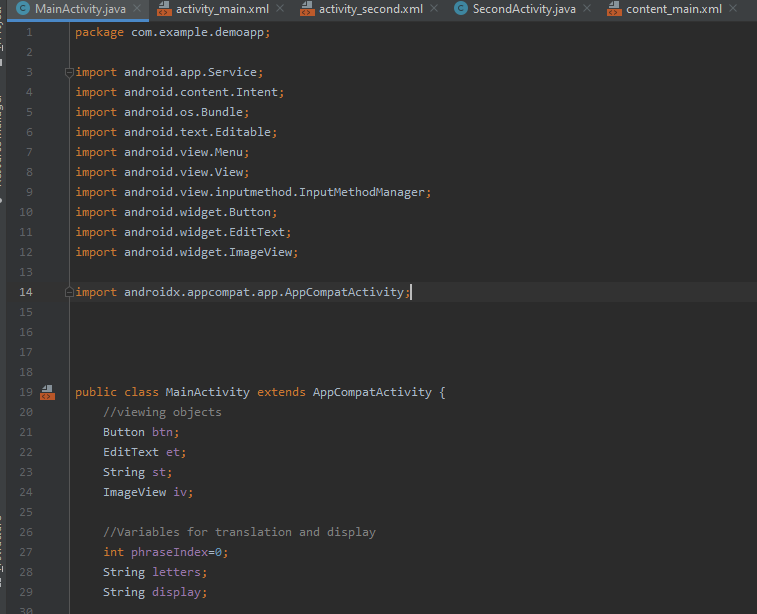 MainActivity.java activity_main.xml activity_second.xml SecondActivity.java content_main.xml
1 package com.example.demoapp;
2
3 import android.app.Service;
4 import android.content.Intent;
5 import android.os.Bundle;
6 import android.text.Editable;
7 import android.view.Menu;
8 import android.view.View;
9 import android.view.inputmethod.InputMethodManager;
10 import android.widget.Button;
11 import android.widget.EditText;
12 import android.widget.ImageView;
13
14 import androidx.appcompat.app.AppCompatActivity;
15
16
17
18
19 public class MainActivity extends AppCompatActivity {
20 //viewing objects
21 Button btn;
22 EditText et;
23 String st;
24 ImageView iv;
25
26 //Variables for translation and display
27 int phraseIndex=0;
28 String letters;
29 String display;
30